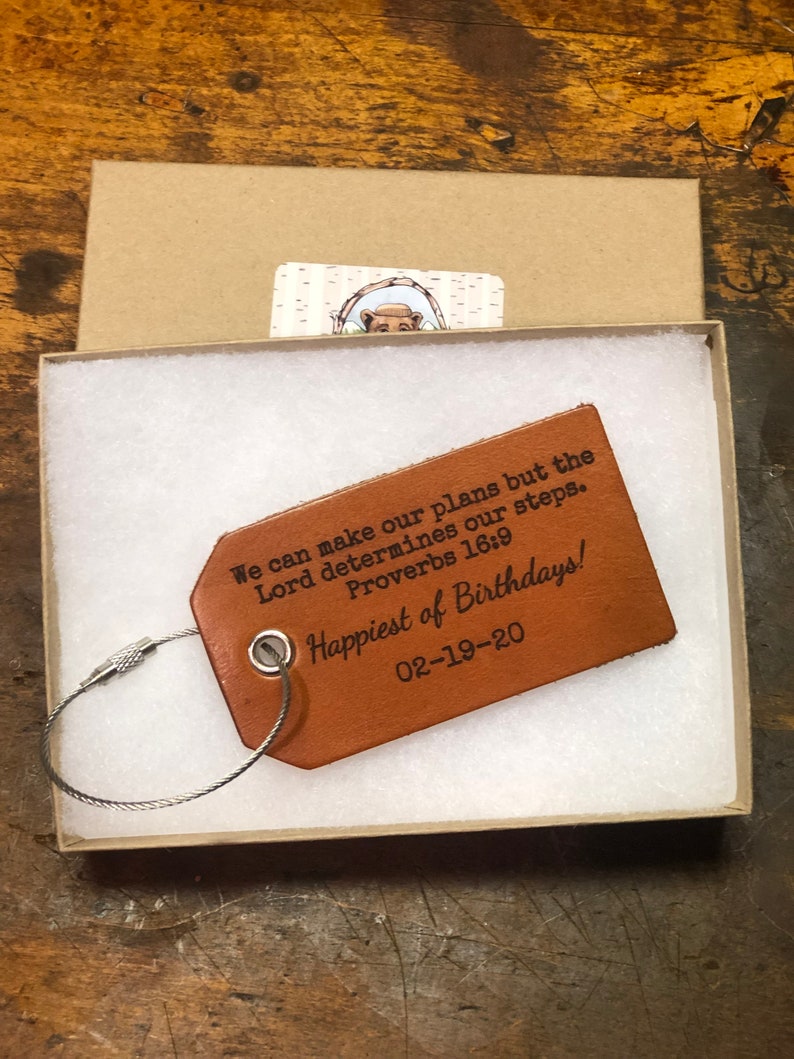 We can make our plans but the
Lord determines our steps.
Proverbs 16:9
Happiest of Birthdays!
02-19-20